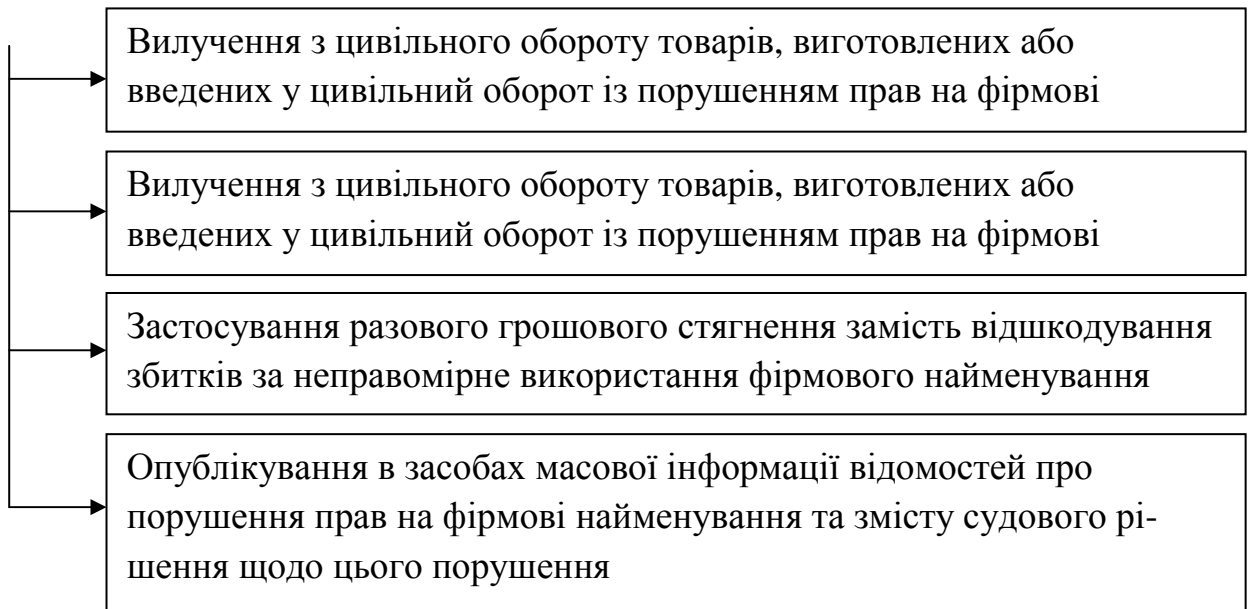 Вилучення з цивільного обороту товарів, виготовлених або
введених у цивільний оборот із порушенням прав на фірмові
Вилучення з цивільного обороту товарів, виготовлених або
введених у цивільний оборот із порушенням прав на фірмові
Застосування разового грошового стягнення замість відшкодування
збитків за неправомірне використання фірмового найменування
Опублікування в засобах масової інформації відомостей про
порушення прав на фірмові найменування та змісту судового рі-
шення щодо цього порушення